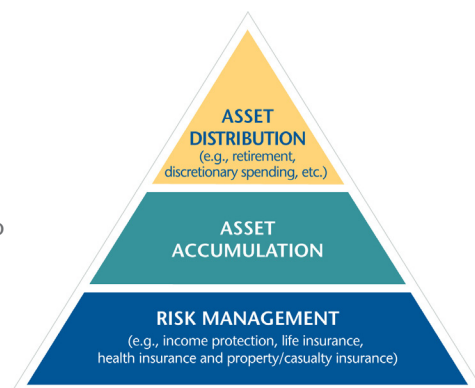 ASSET
DISTRIBUTION
(e.g., retirement,
discretionary spending, etc.)
ASSET
ACCUMULATION
RISK MANAGEMENT
(e.g., income protection, life insurance,
health insurance and property/casualty insurance)